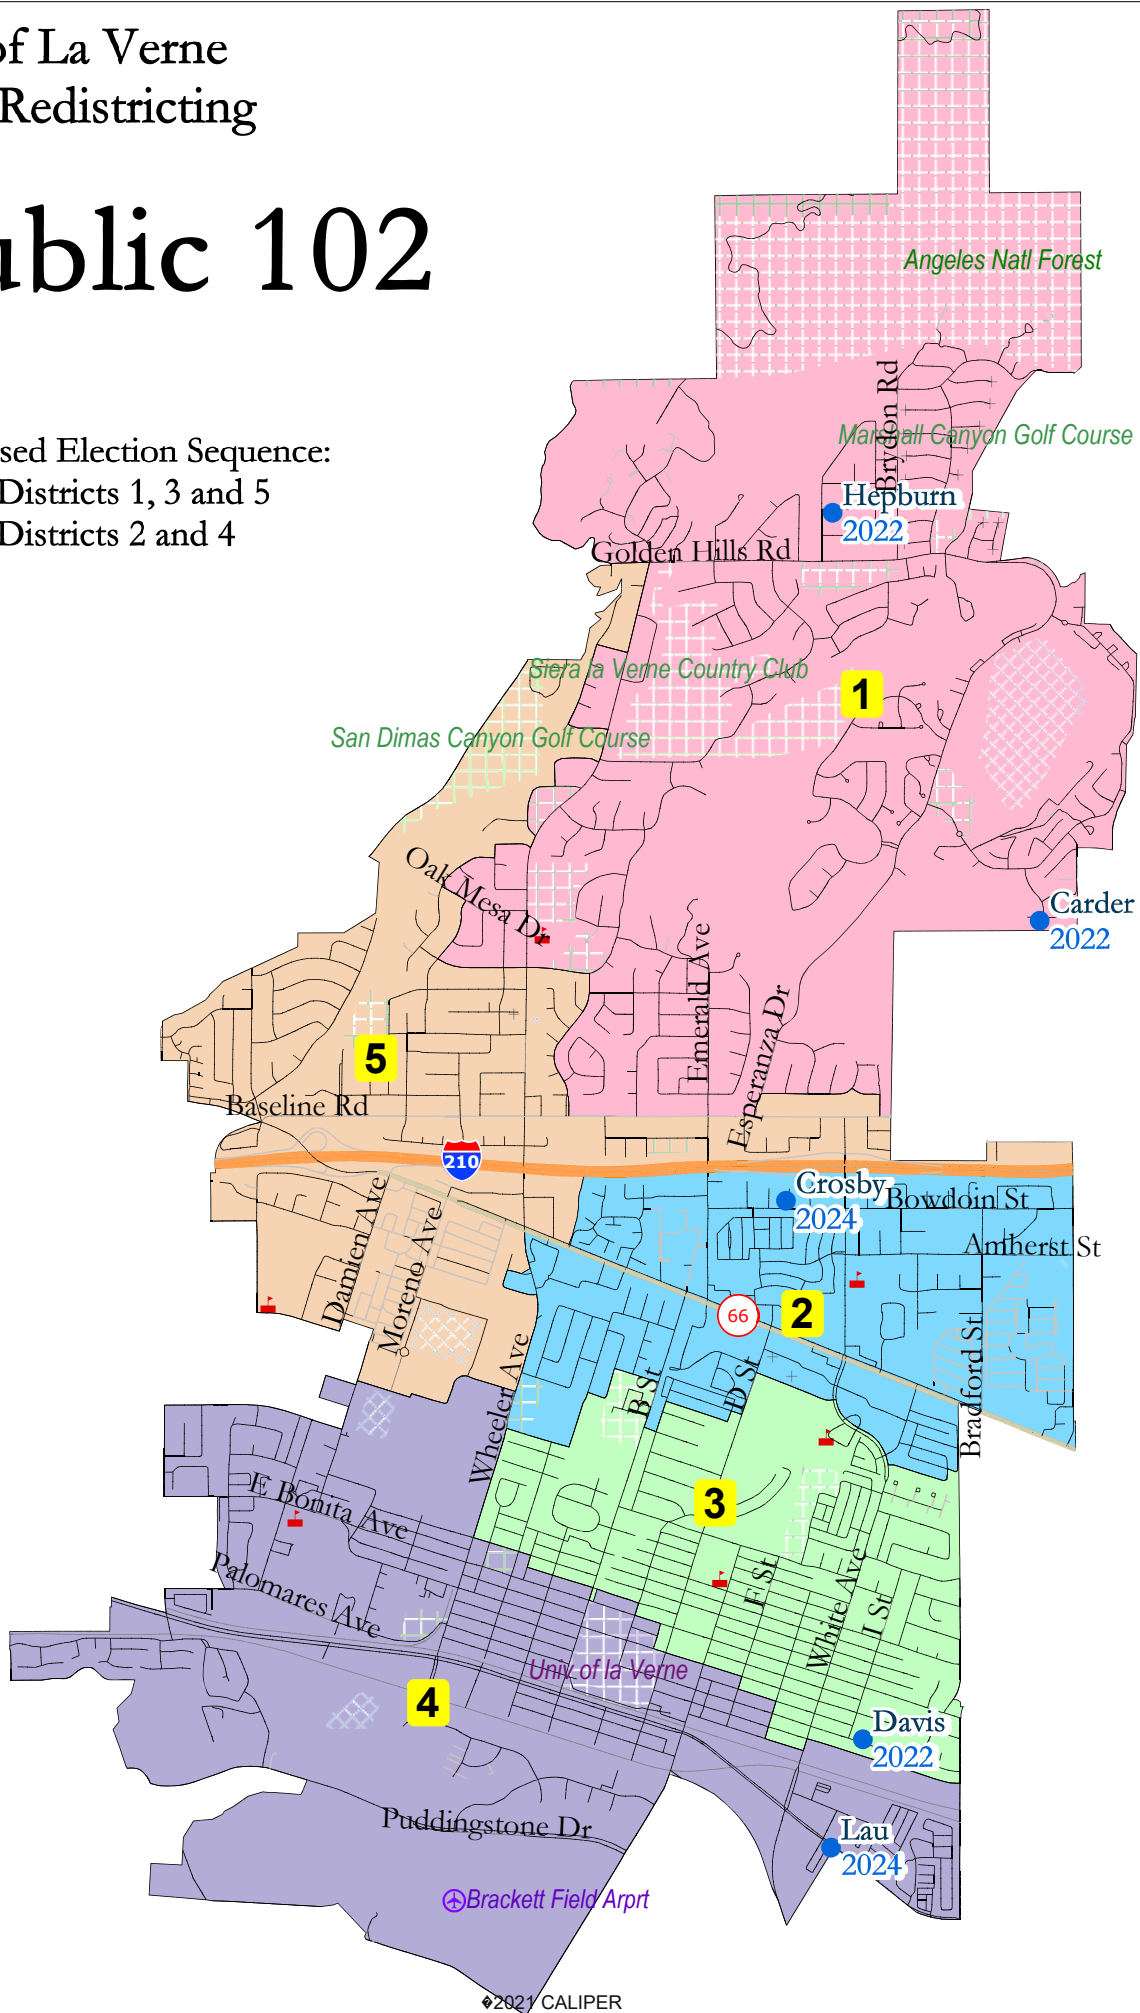 of La Verne
Redistricting
ublic 102
sed Election Sequence:
Districts 1, 3 and 5
Districts 2 and 4
Angeles Natl Forest
Brydon Rd
Marshall Canyon Golf Course
Hepburn
2022
Golden Hills Rd
Siera la Verne Country Club
1
San Dimas Canyon Golf Course
Oak Mesa Dr
Carder
2022
Emerald Ave
Esperanza Dr
5
Baseline Rd
210
Crosby
2024
Bowdoin St
Amherst St
Damien Ave
Moreno Ave
66
2
Bradford St
Wheeler Ave
B St
D St
3
E Bonita Ave
Palomares Ave
F St
White Ave
I St
Univ of la Verne
4
Davis
2022
Puddingstone Dr
Lau
2024
Brackett Field Arprt
�2021 CALIPER